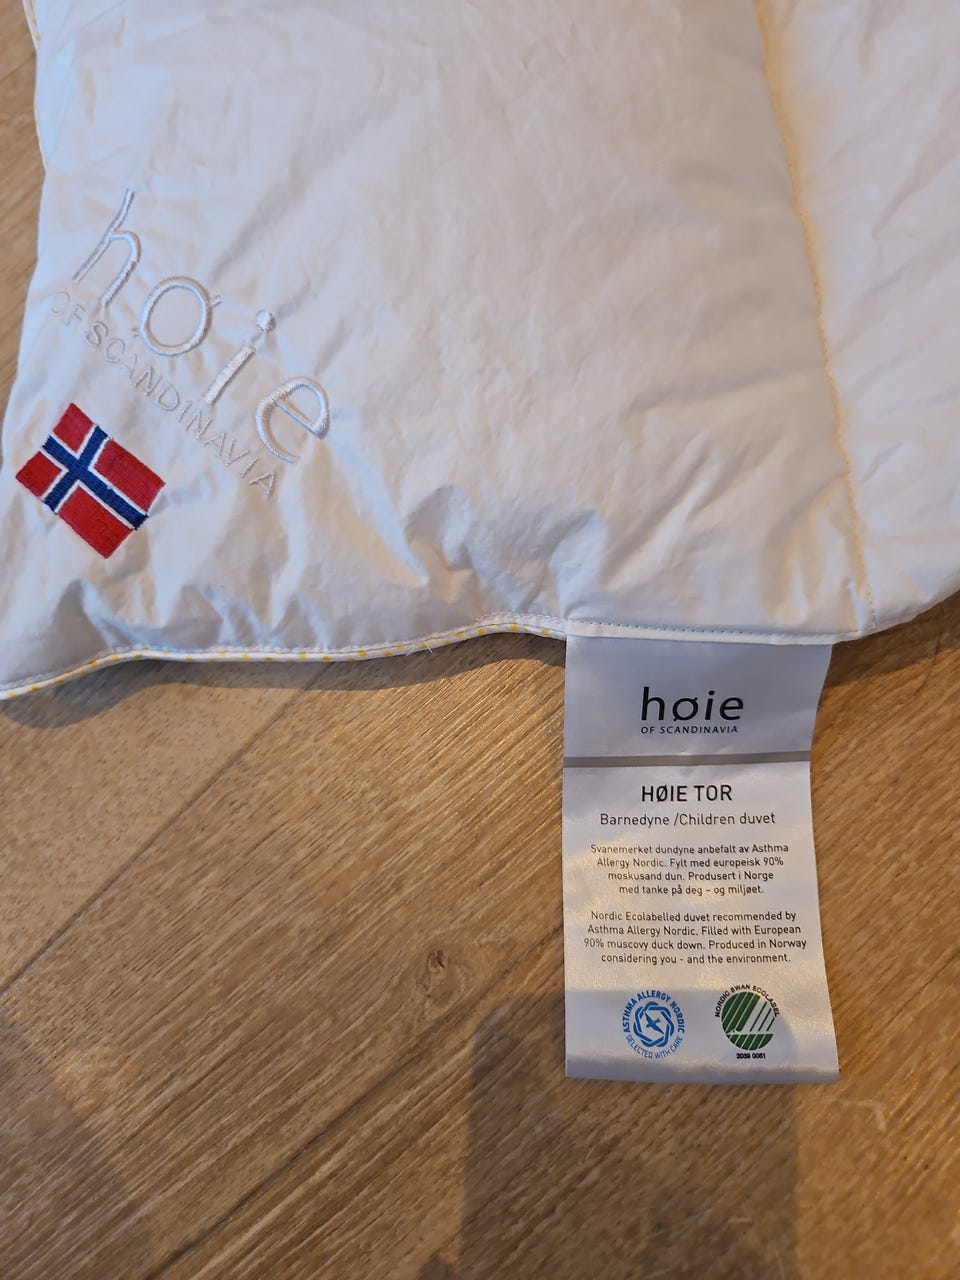 høie
OF SCANDINAVIA
høie
OF SCANDINAVIA
HØIE TOR
Barnedyne /Children duvet
Svanemerket dundyne anbefalt av Asthma
Allergy Nordic. Fylt med europeisk 90%
moskusand dun. Produsert i Norge
med tanke på deg – og miljøet.
Nordic Ecolabelled duvet recommended by
Asthma Allergy Nordic. Filled with European
90% muscovy duck down. Produced in Norway
considering you - and the environment.
ASTHMA ALLERGY NORDIC
SELECTED WITH CARE
NORDIC SWAN ECOLABEL
2039 0051